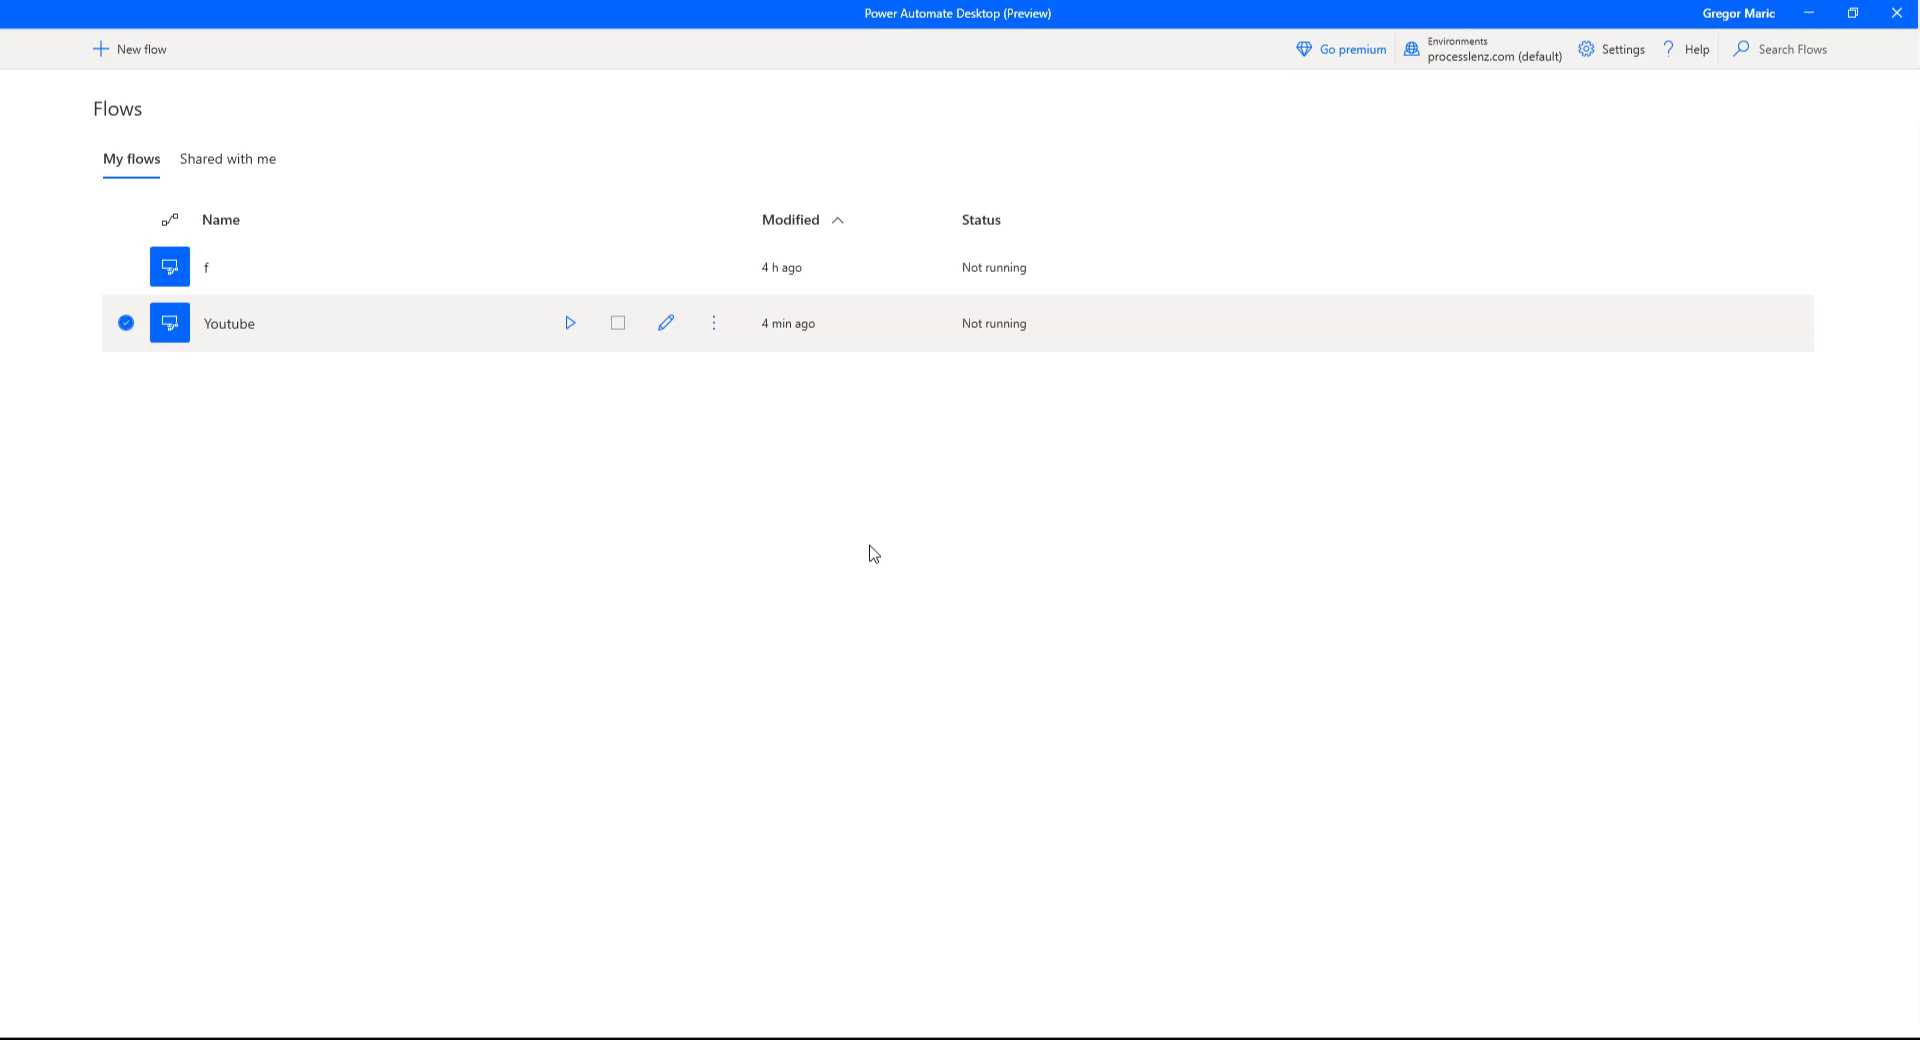 Power Automate Desktop (Preview)
Gregor Maric
New flow
Go premium
Environments
processlenz.com (default)
Settings
Help
Search Flows
Flows
My flows
Shared with me
Name
Modified
Status
f
4 h ago
Not running
Youtube
4 min ago
Not running